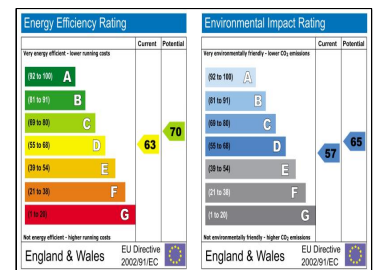 Energy Efficiency Rating
Current Potential
Very energy efficient - lower running costs
(92 to 100) A
(81 to 91) B
(69 to 80) C
(55 to 68) D
(39 to 54) E
(21 to 38) F
(1 to 20) G
63
70
Not energy efficient - higher running costs
England & Wales
EU Directive
2002/91/EC
Environmental Impact Rating
Current Potential
Very environmentally friendly - lower CO₂ emissions
(92 to 100) A
(81 to 91) B
(69 to 80) C
(55 to 68) D
(39 to 54) E
(21 to 38) F
(1 to 20) G
57
65
Not environmentally friendly - higher CO₂ emissions
England & Wales
EU Directive
2002/91/EC